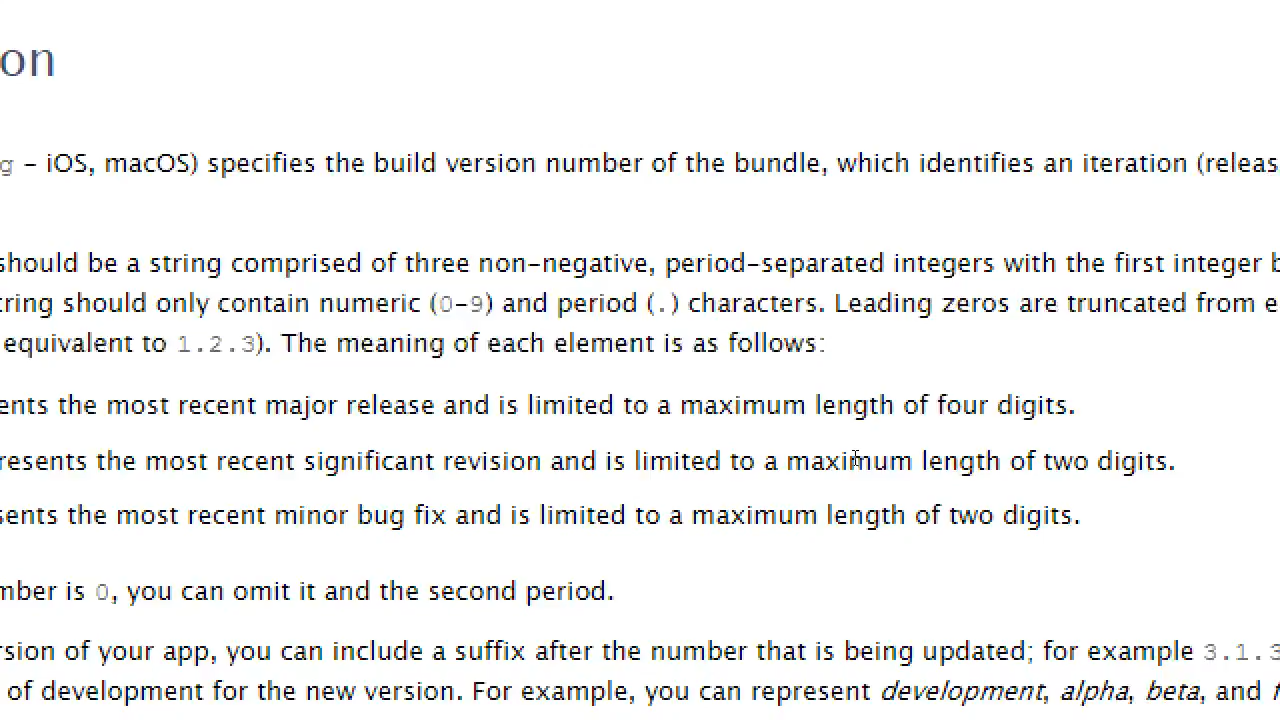 on
g – iOS, macOS) specifies the build version number of the bundle, which identifies an iteration (releas
should be a string comprised of three non-negative, period-separated integers with the first integer b
tring should only contain numeric (0-9) and period (.) characters. Leading zeros are truncated from e
equivalent to 1.2.3). The meaning of each element is as follows:
ents the most recent major release and is limited to a maximum length of four digits.
resents the most recent significant revision and is limited to a maximum length of two digits.
sents the most recent minor bug fix and is limited to a maximum length of two digits.
mber is 0, you can omit it and the second period.
rsion of your app, you can include a suffix after the number that is being updated; for example 3.1.3
of development for the new version. For example, you can represent development, alpha, beta, and f